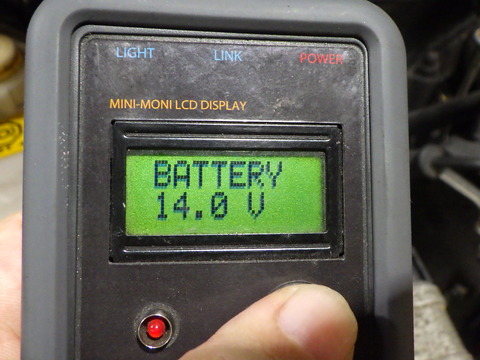 LIGHT LINK POWER
MINI-MONI LCD DISPLAY
BATTERY
14.0 V